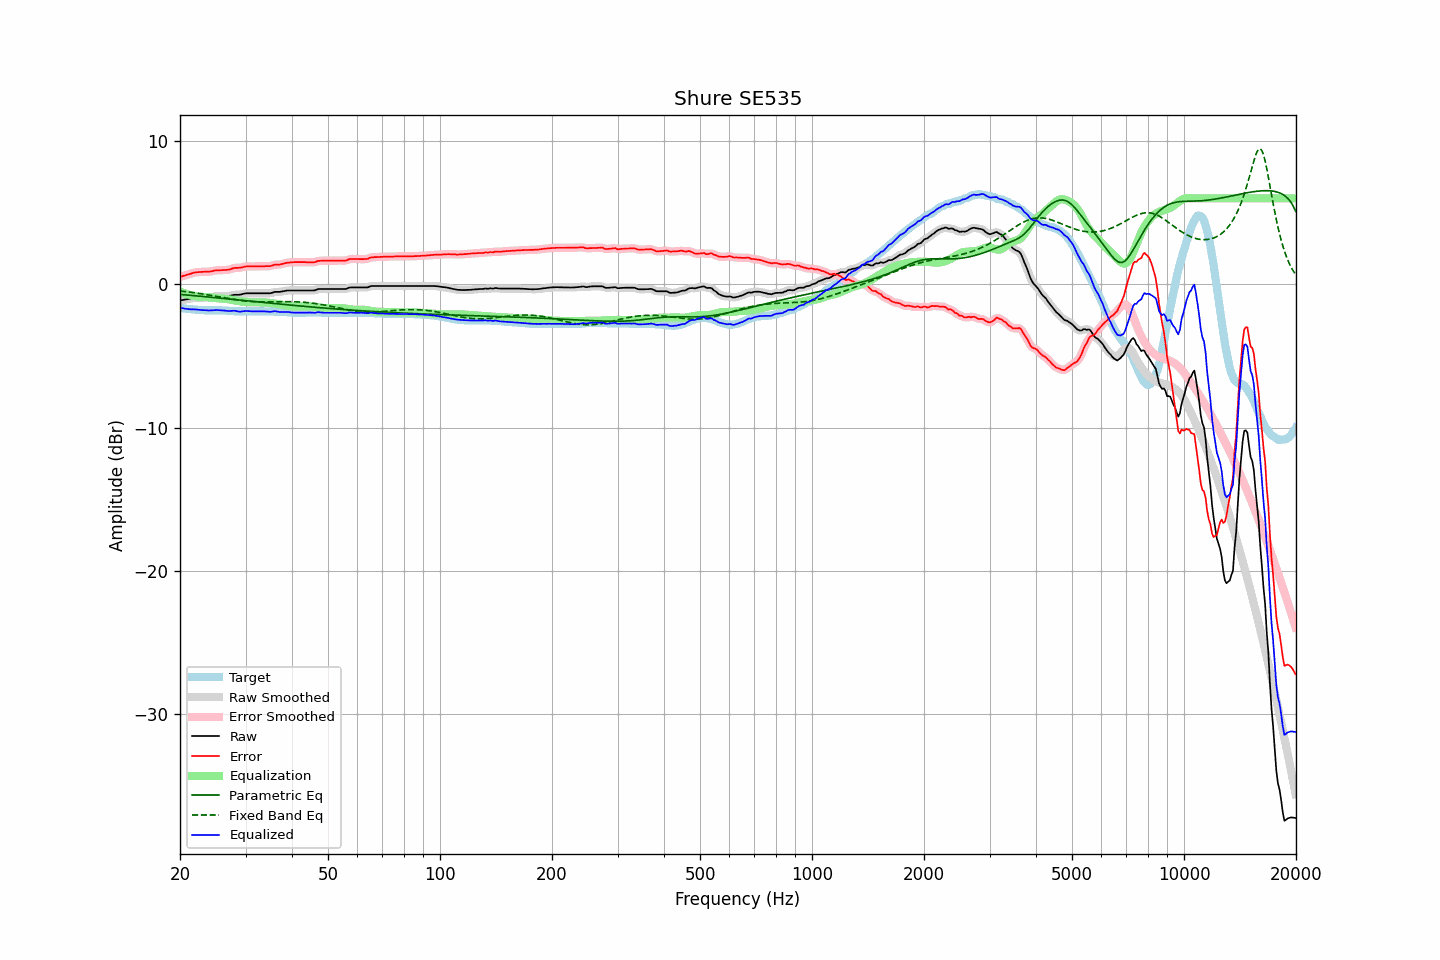 Shure SE535
Amplitude (dBr)
10
0
−10
−20
−30
Target
Raw Smoothed
Error Smoothed
Raw
Error
Equalization
Parametric Eq
Fixed Band Eq
Equalized
20 50 100 200 500 1000 2000 5000 10000 20000
Frequency (Hz)